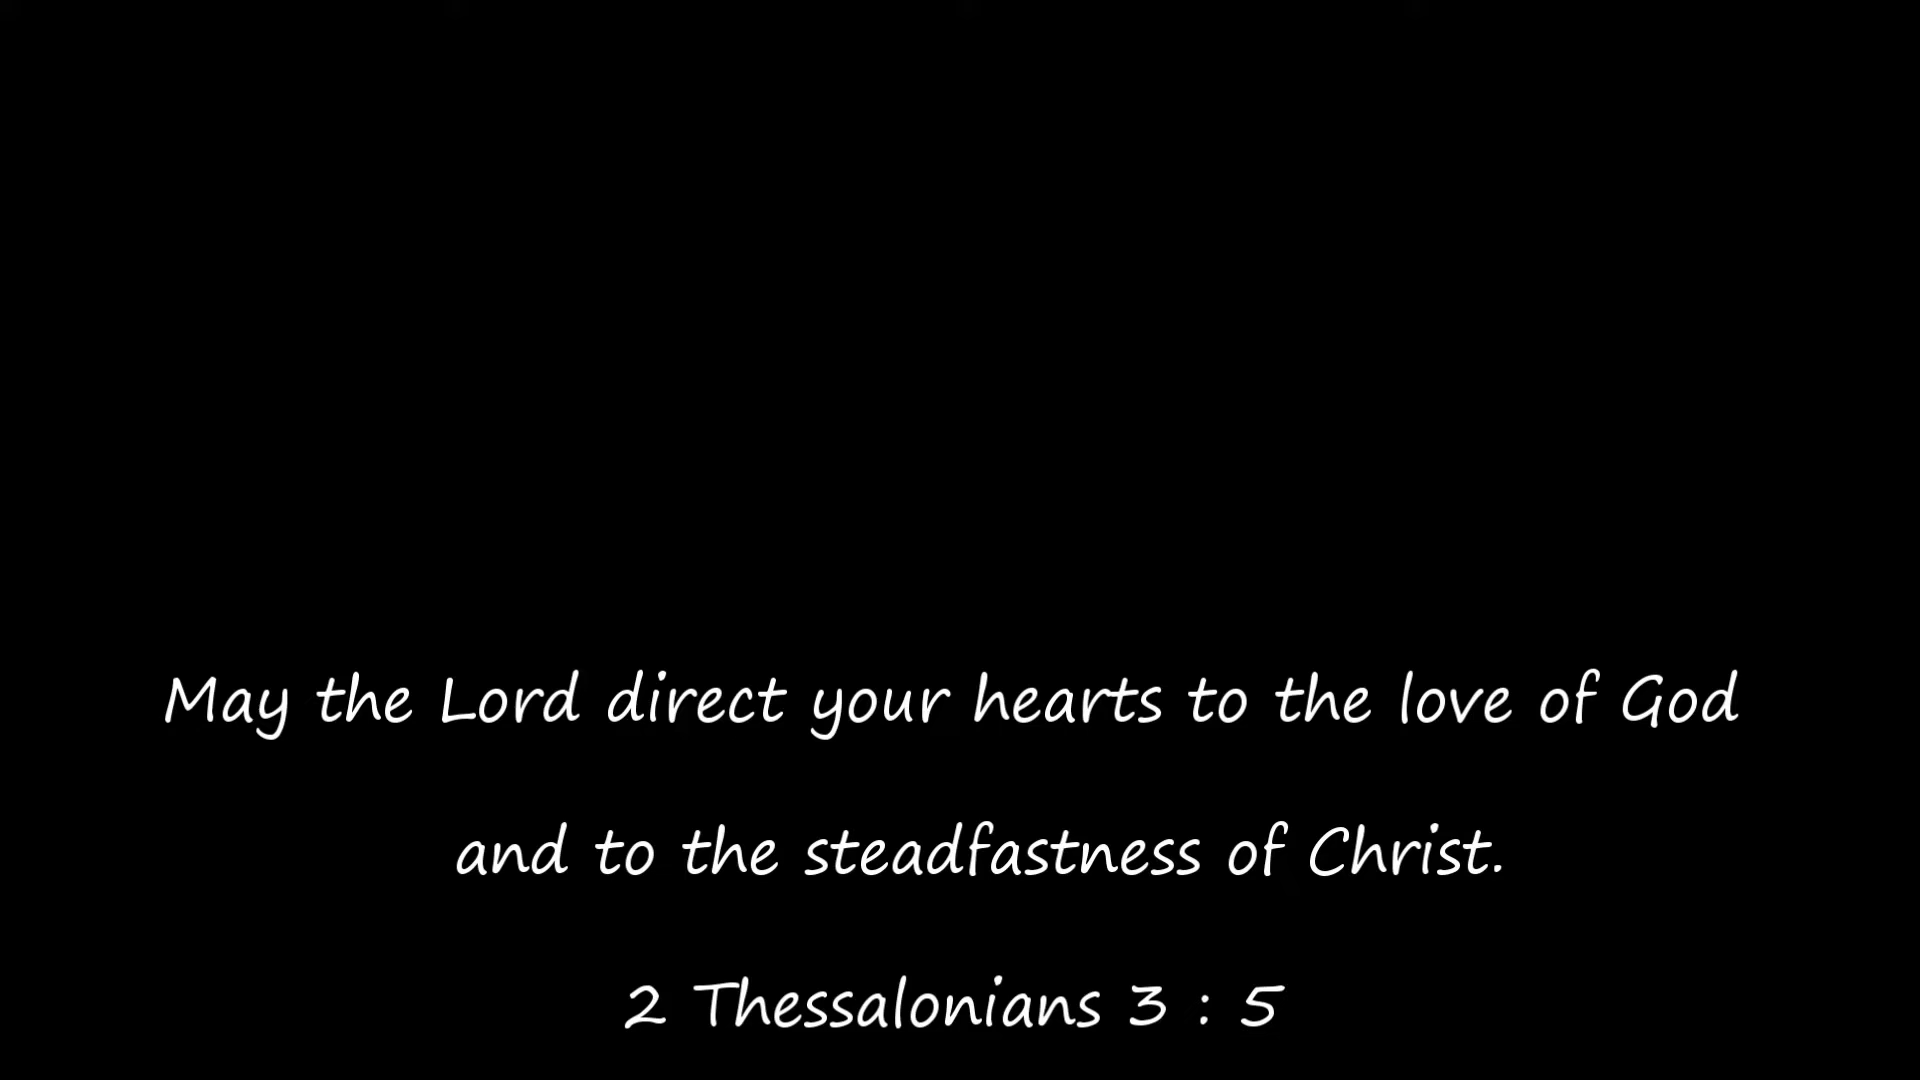 May the Lord direct your hearts to the love of God
and to the steadfastness of Christ.
2 Thessalonians 3 : 5